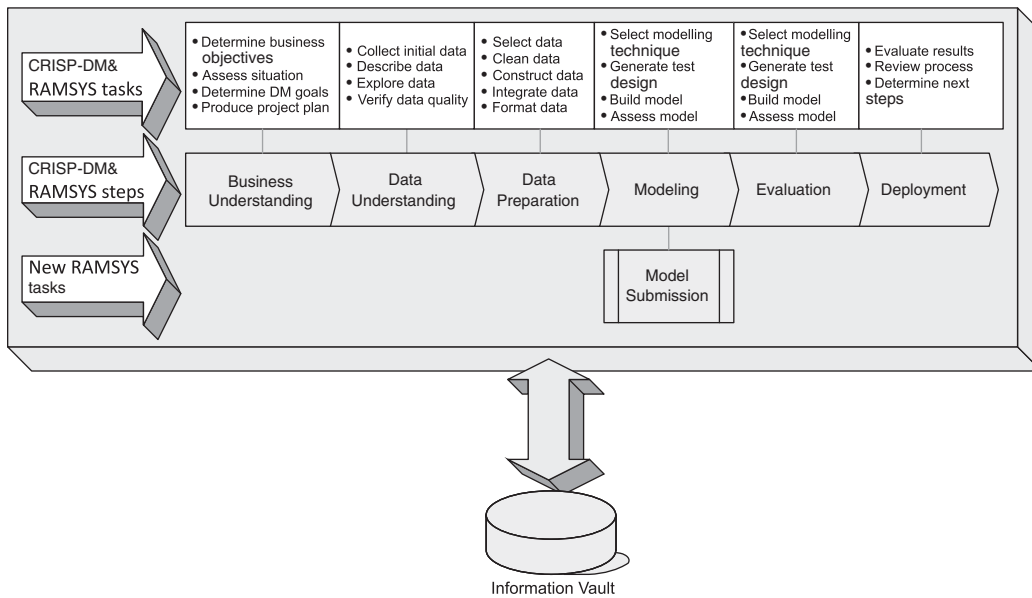 CRISP-DM&
RAMSYS tasks
• Determine business
objectives
• Assess situation
• Determine DM goals
• Produce project plan
• Collect initial data
• Describe data
• Explore data
• Verify data quality
• Select data
• Clean data
• Construct data
• Integrate data
• Format data
• Select modelling
technique
• Generate test
design
• Build model
• Assess model
• Select modelling
technique
• Generate test
design
• Build model
• Assess model
• Evaluate results
• Review process
• Determine next
steps
CRISP-DM&
RAMSYS steps
Business
Understanding
Data
Understanding
Data
Preparation
Modeling
Evaluation
Deployment
New RAMSYS
tasks
Model
Submission
Information Vault